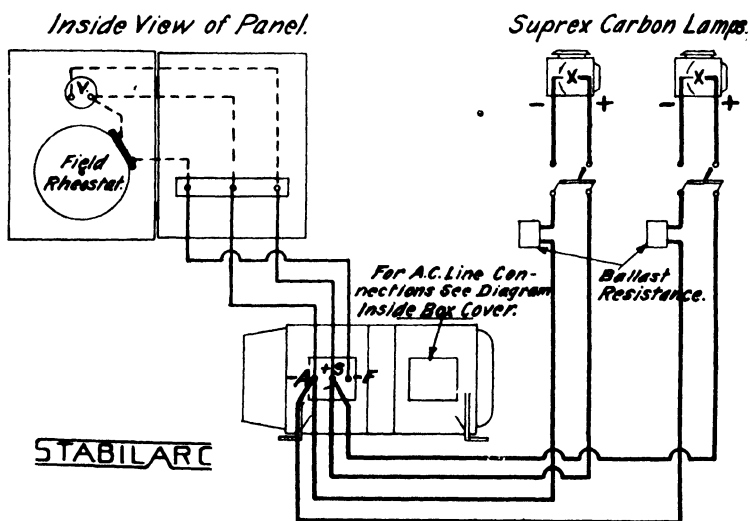 Inside View of Panel.
Suprex Carbon Lamps.
V.
X
X
- +
- +
Field
Rheostat.
For A.C. Line Con-
nections See Diagram
Inside Box Cover.
Ballast
Resistance.
-A +S -F
STABILARC